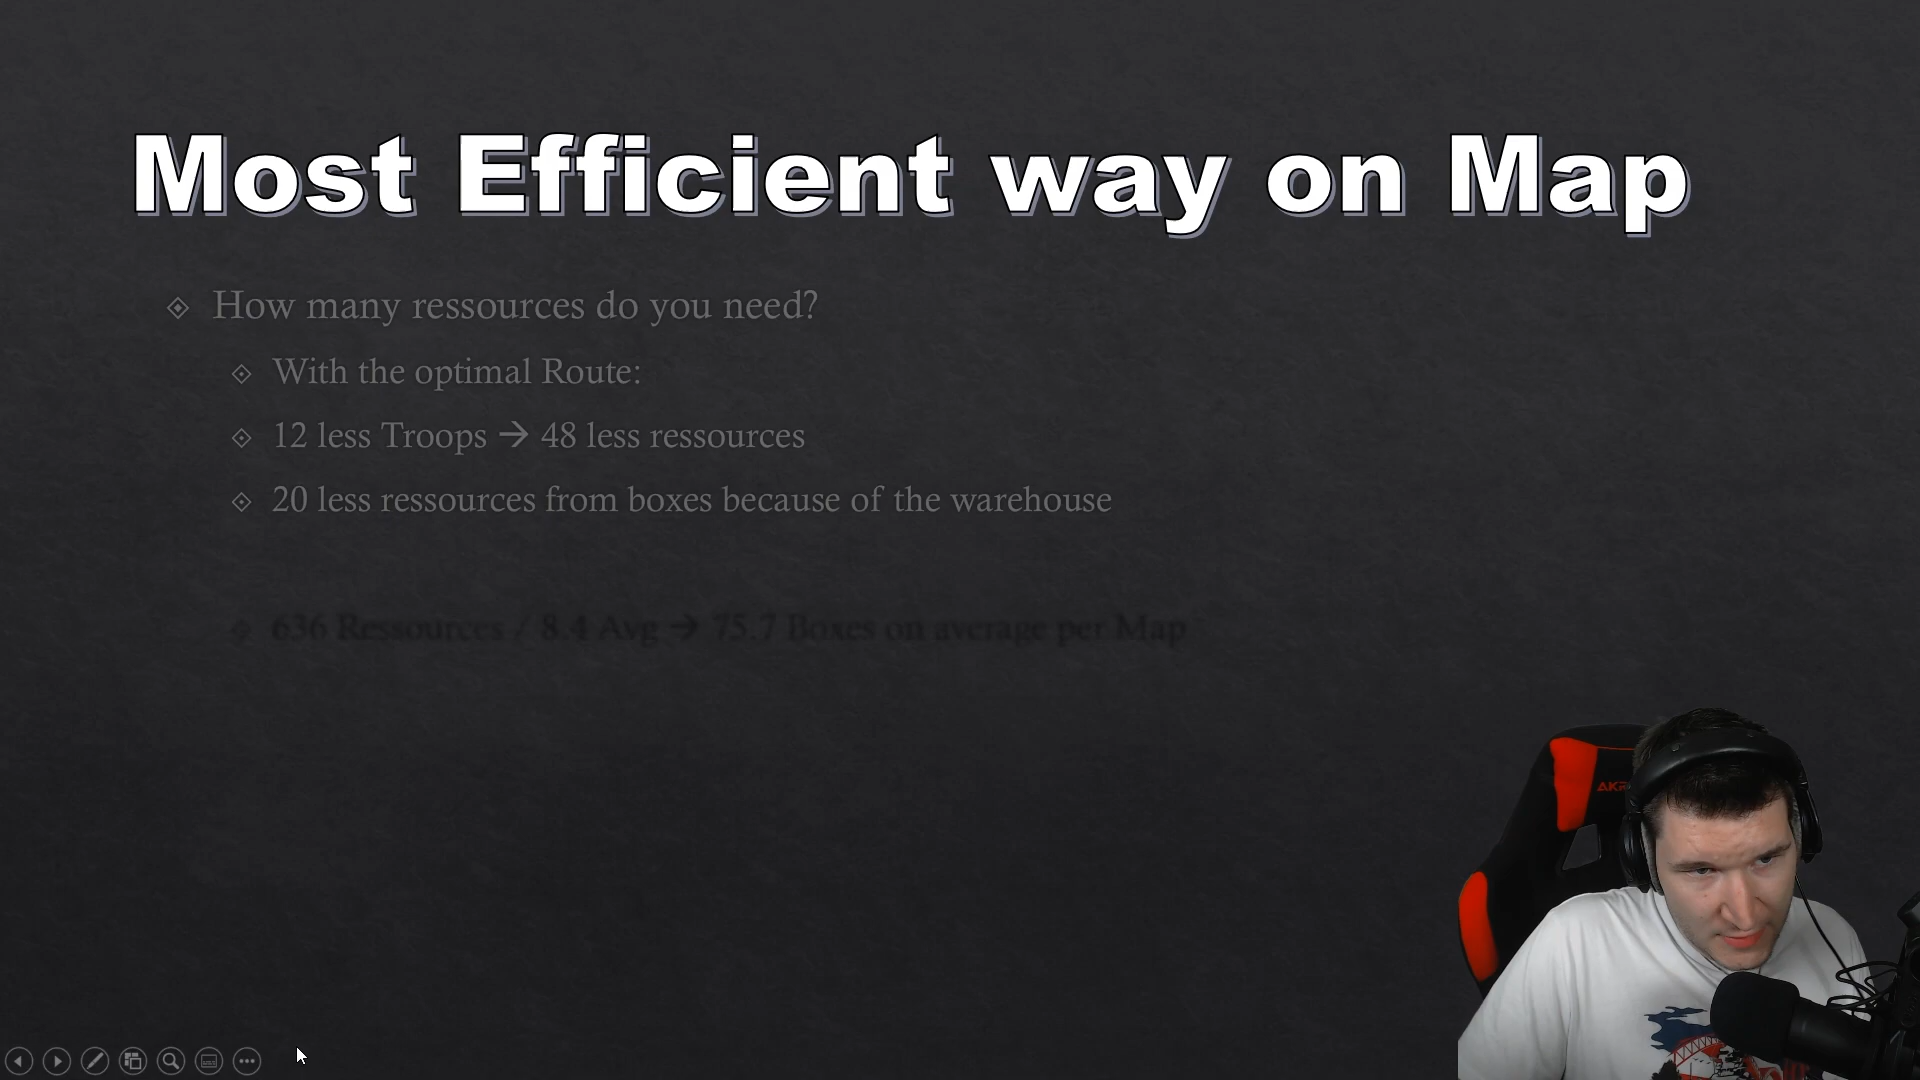 Most Efficient way on Map
How many ressources do you need?
With the optimal Route:
12 less Troops → 48 less ressources
20 less ressources from boxes because of the warehouse
636 Ressources / 8.4 Avg → 75.7 Boxes on average per Map